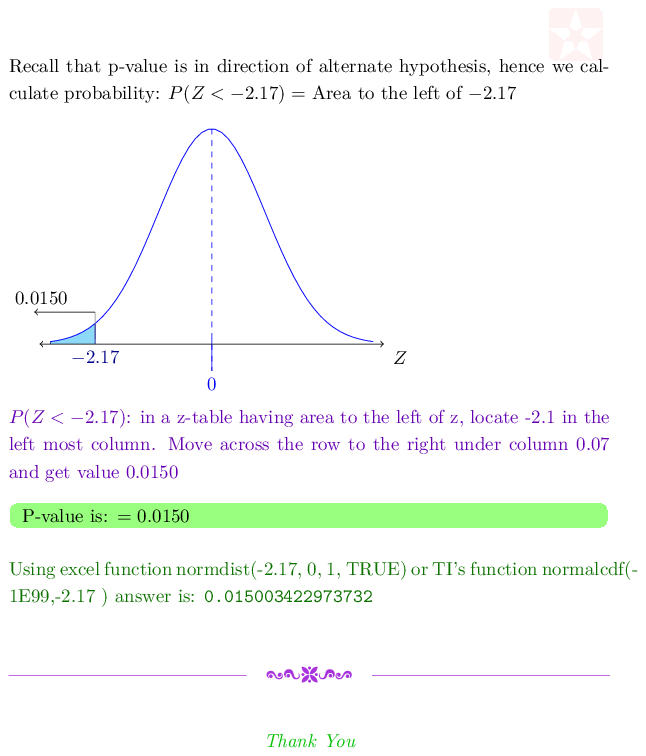 Recall that p-value is in direction of alternate hypothesis, hence we cal-
culate probability: P(Z < −2.17) = Area to the left of −2.17
0.0150
−2.17
Z
0
P(Z < −2.17): in a z-table having area to the left of z, locate -2.1 in the
left most column. Move across the row to the right under column 0.07
and get value 0.0150
P-value is: = 0.0150
Using excel function normdist(-2.17, 0, 1, TRUE) or TI's function normalcdf(-
1E99,-2.17 ) answer is: 0.015003422973732
Thank You